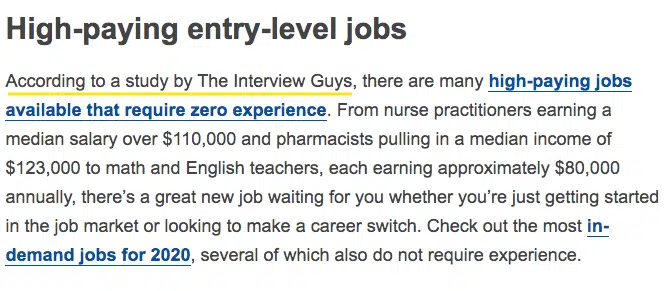 High-paying entry-level jobs
According to a study by The Interview Guys, there are many high-paying jobs
available that require zero experience. From nurse practitioners earning a
median salary over $110,000 and pharmacists pulling in a median income of
$123,000 to math and English teachers, each earning approximately $80,000
annually, there’s a great new job waiting for you whether you’re just getting started
in the job market or looking to make a career switch. Check out the most in-
demand jobs for 2020, several of which also do not require experience.